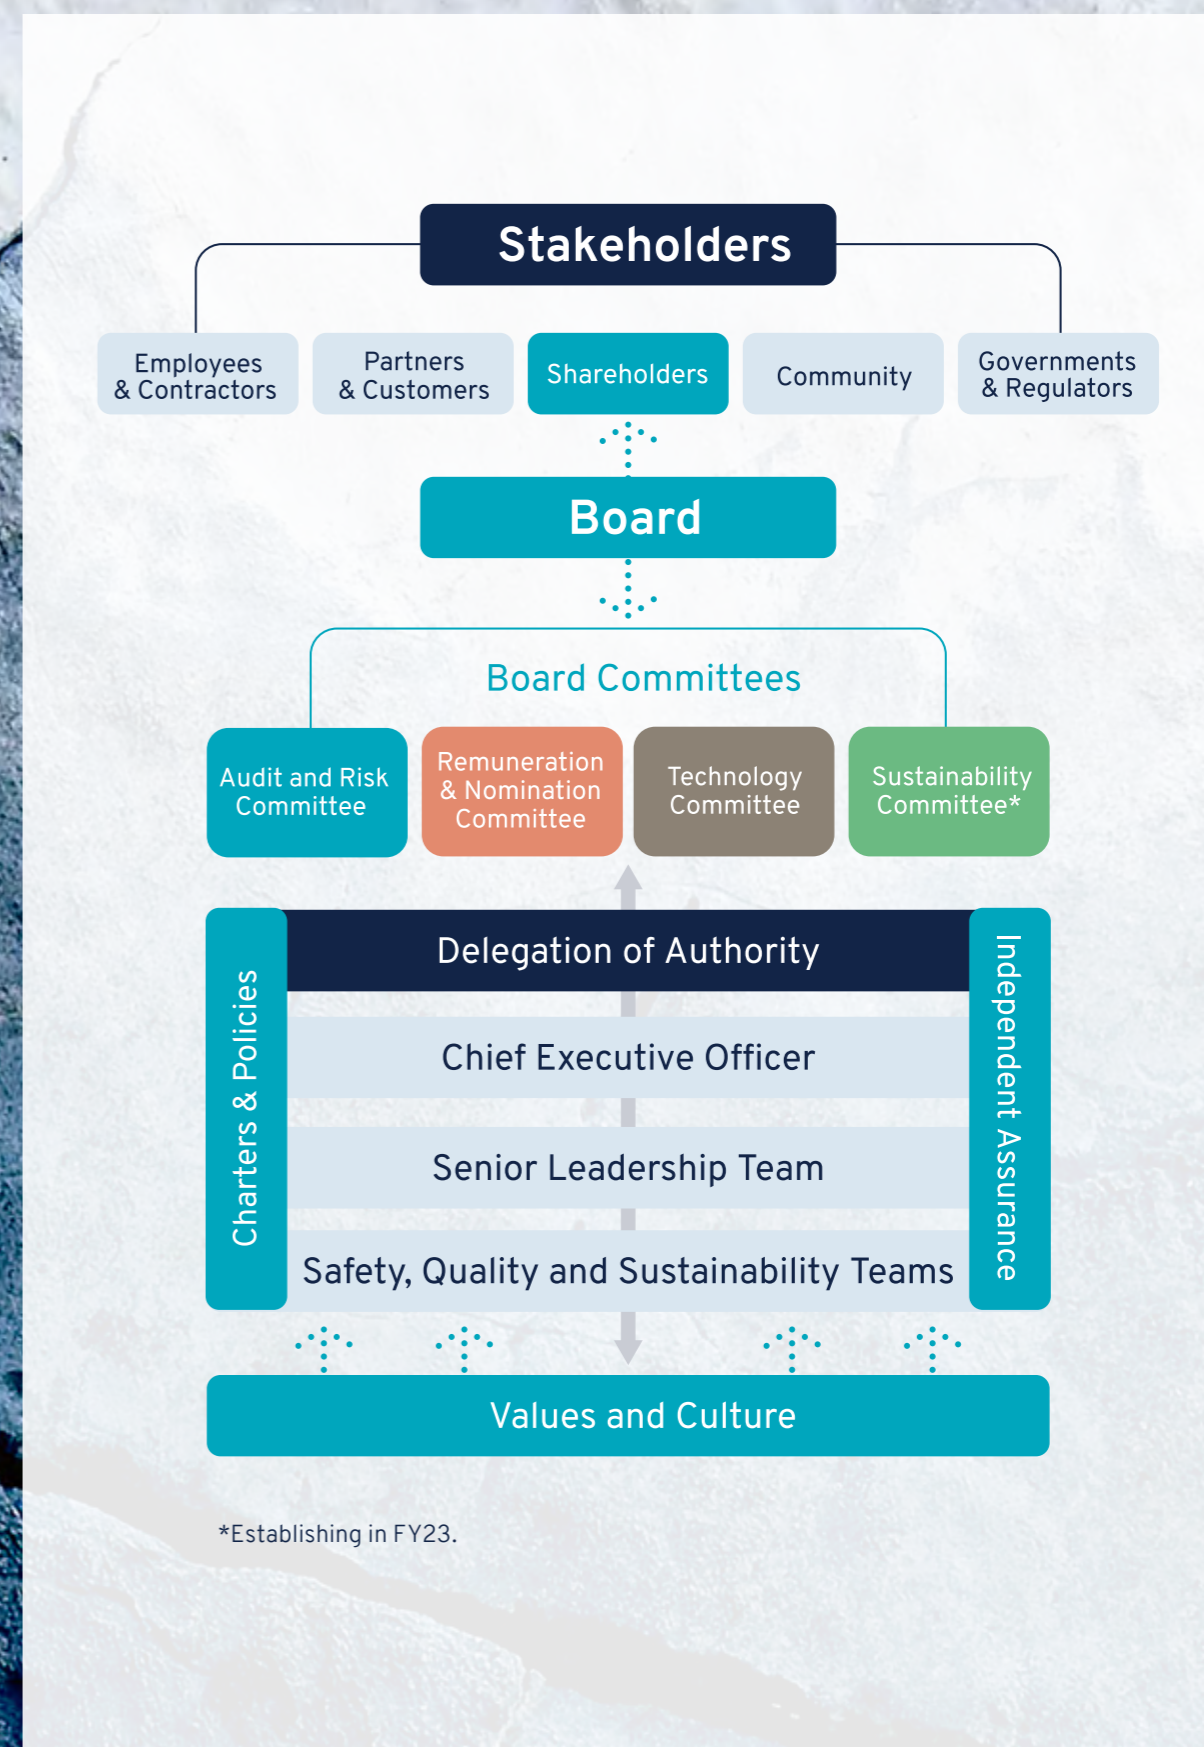 Stakeholders
Employees
& Contractors
Partners
& Customers
Shareholders
Community
Governments
& Regulators
Board
Board Committees
Audit and Risk
Committee
Remuneration
& Nomination
Committee
Technology
Committee
Sustainability
Committee*
Charters & Policies
Delegation of Authority
Chief Executive Officer
Senior Leadership Team
Safety, Quality and Sustainability Teams
Independent Assurance
Values and Culture
*Establishing in FY23.